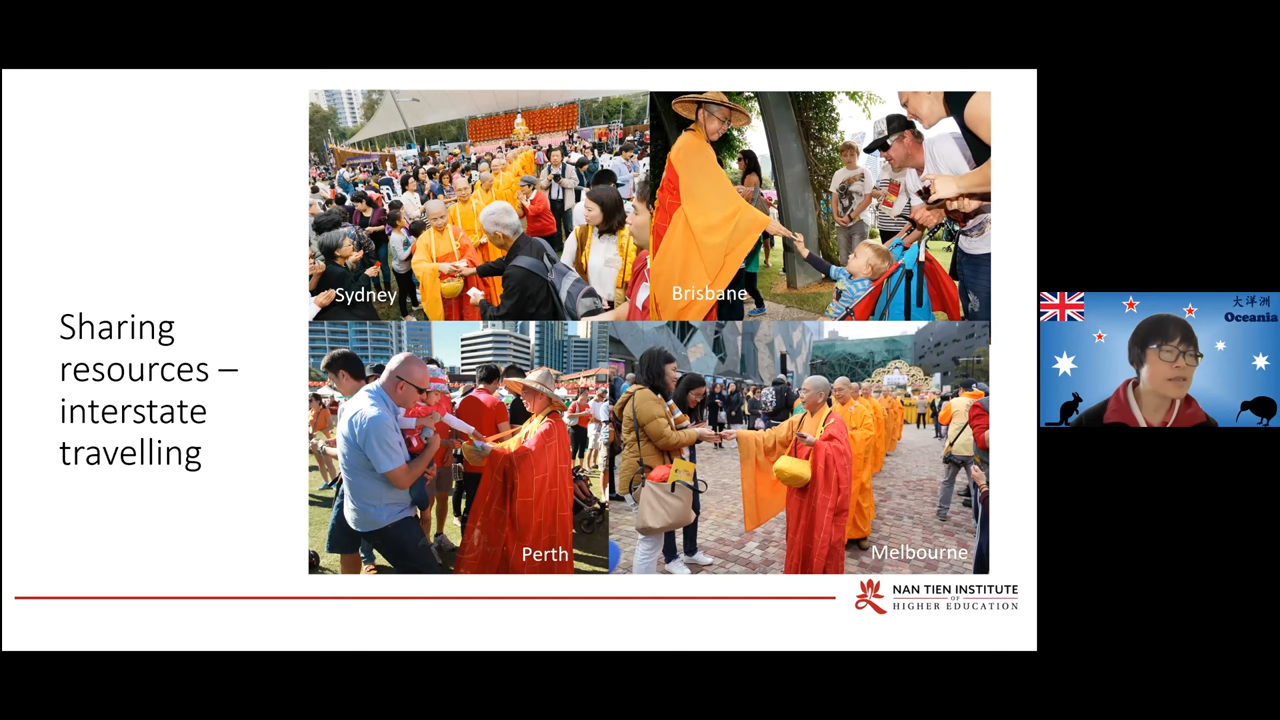 Sharing
resources –
interstate
travelling
Sydney
Brisbane
Perth
Melbourne
NAN TIEN INSTITUTE
OF
HIGHER EDUCATION
大洋洲
Oceania